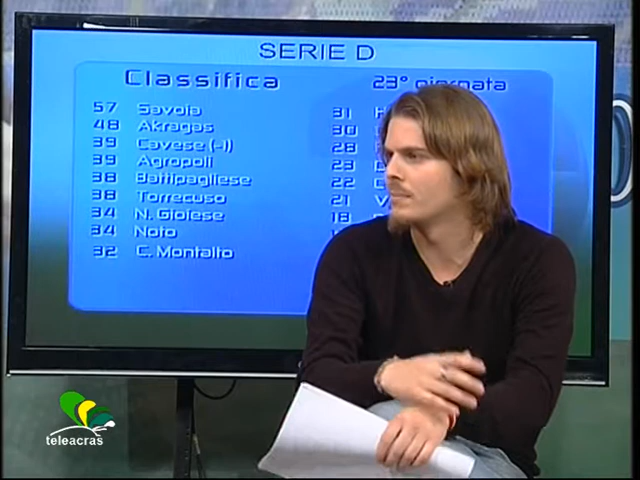 SERIE D
Classifica
23° giornata
57 Savoia
48 Akragas
39 Cavese (-1)
39 Agropoli
38 Battipagliese
38 Torrecuso
34 N. Gioiese
34 Noto
32 C. Montalto
31 H
30
28
23
22
21 V
18
teleacras